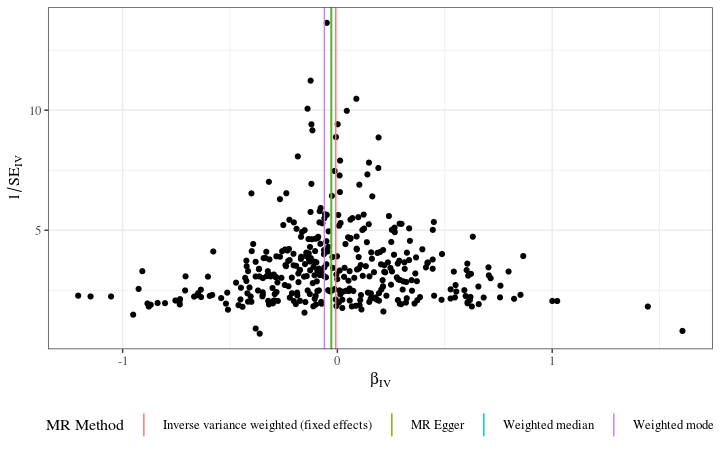 1/SE_IV
10
5
-1 0 1
β_IV
MR Method Inverse variance weighted (fixed effects) MR Egger Weighted median Weighted mode